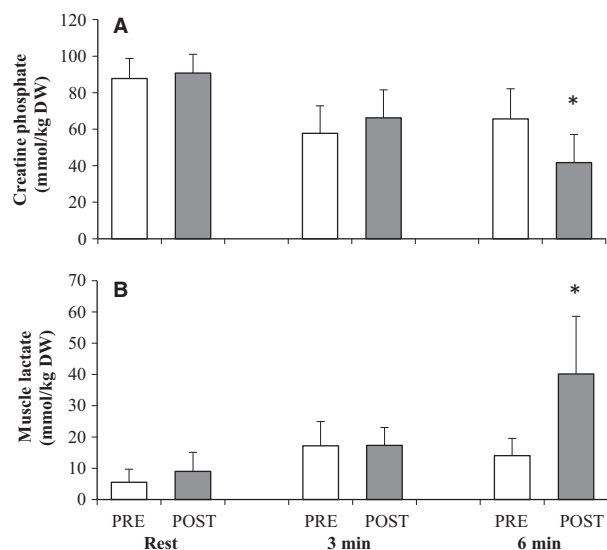 A
Creatine phosphate
(mmol/kg DW)
120
100
80
60
40
20
0
*
B
Muscle lactate
(mmol/kg DW)
70
60
50
40
30
20
10
0
*
PRE POST PRE POST PRE POST
Rest 3 min 6 min